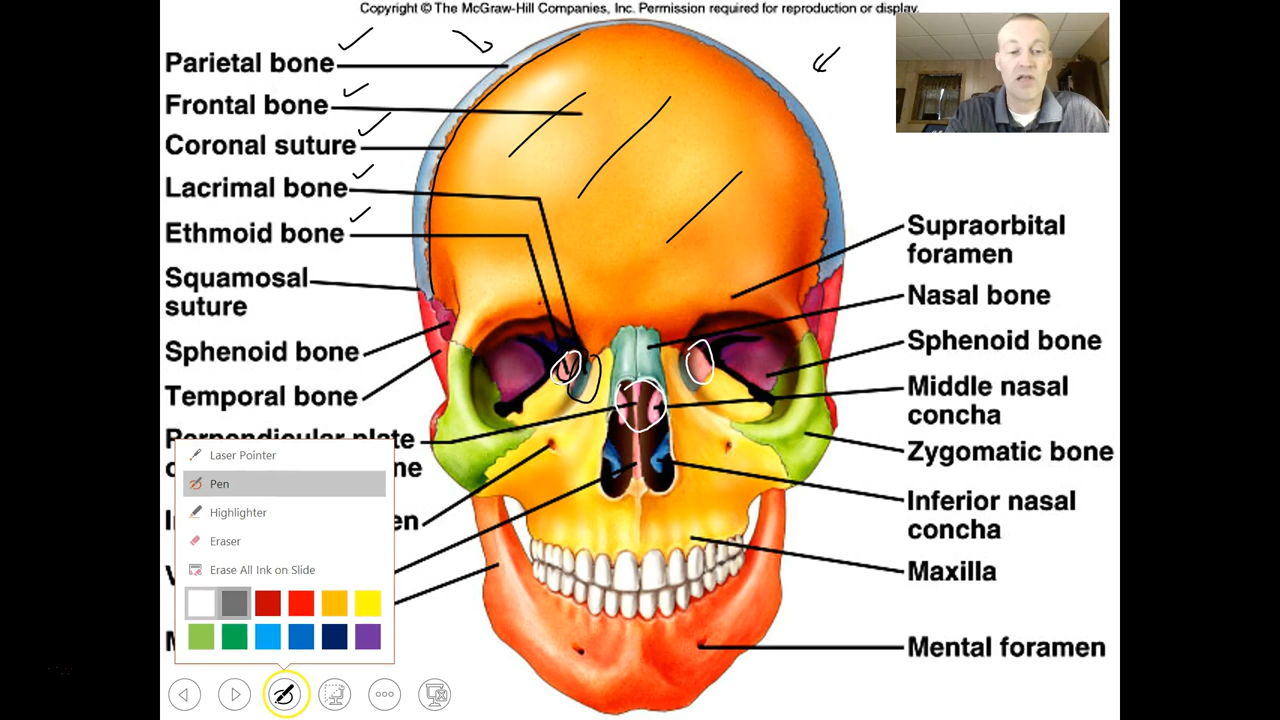 Copyright © The McGraw-Hill Companies, Inc. Permission required for reproduction or display.
Parietal bone
Frontal bone
Coronal suture
Lacrimal bone
Ethmoid bone
Squamosal
suture
Sphenoid bone
Temporal bone
Perpendicular plate
Laser Pointer
Pen
Highlighter
Eraser
Erase All Ink on Slide
Supraorbital
foramen
Nasal bone
Sphenoid bone
Middle nasal
concha
Zygomatic bone
Inferior nasal
concha
Maxilla
Mental foramen